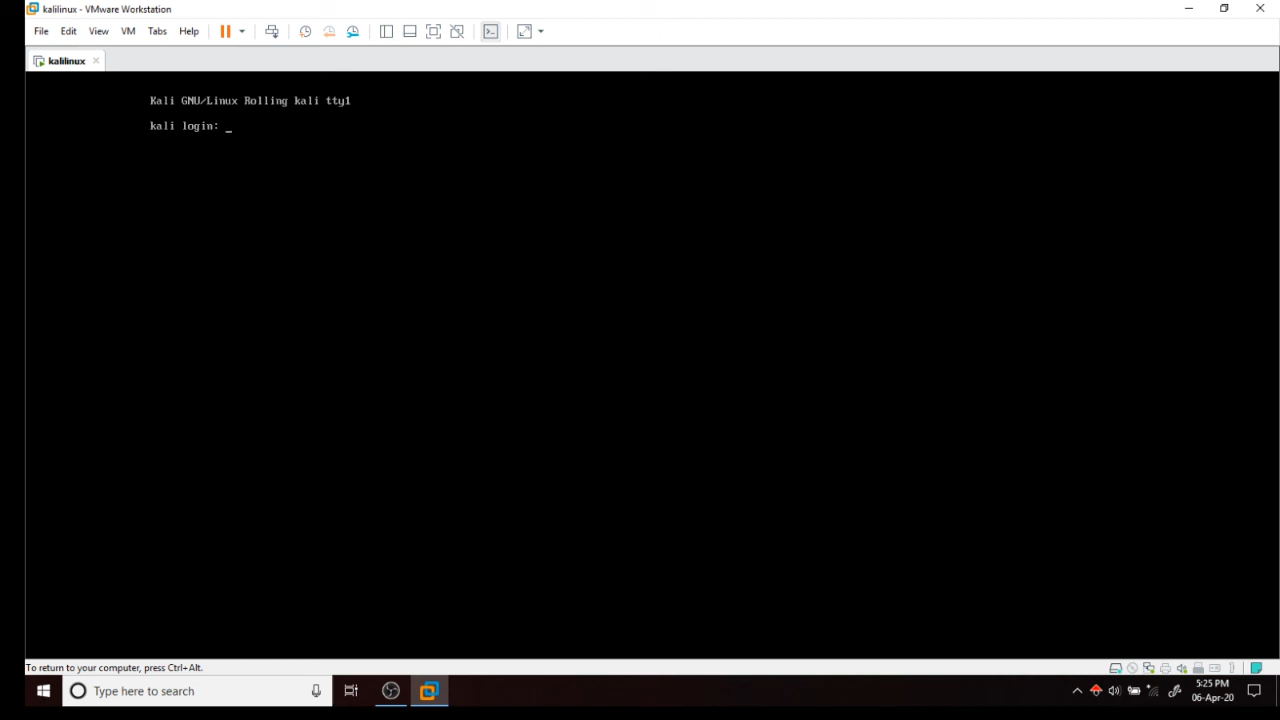 kalilinux - VMware Workstation
File Edit View VM Tabs Help
kalilinux
Kali GNU/Linux Rolling kali tty1
kali login: _
To return to your computer, press Ctrl+Alt.
Type here to search
5:25 PM
06-Apr-20